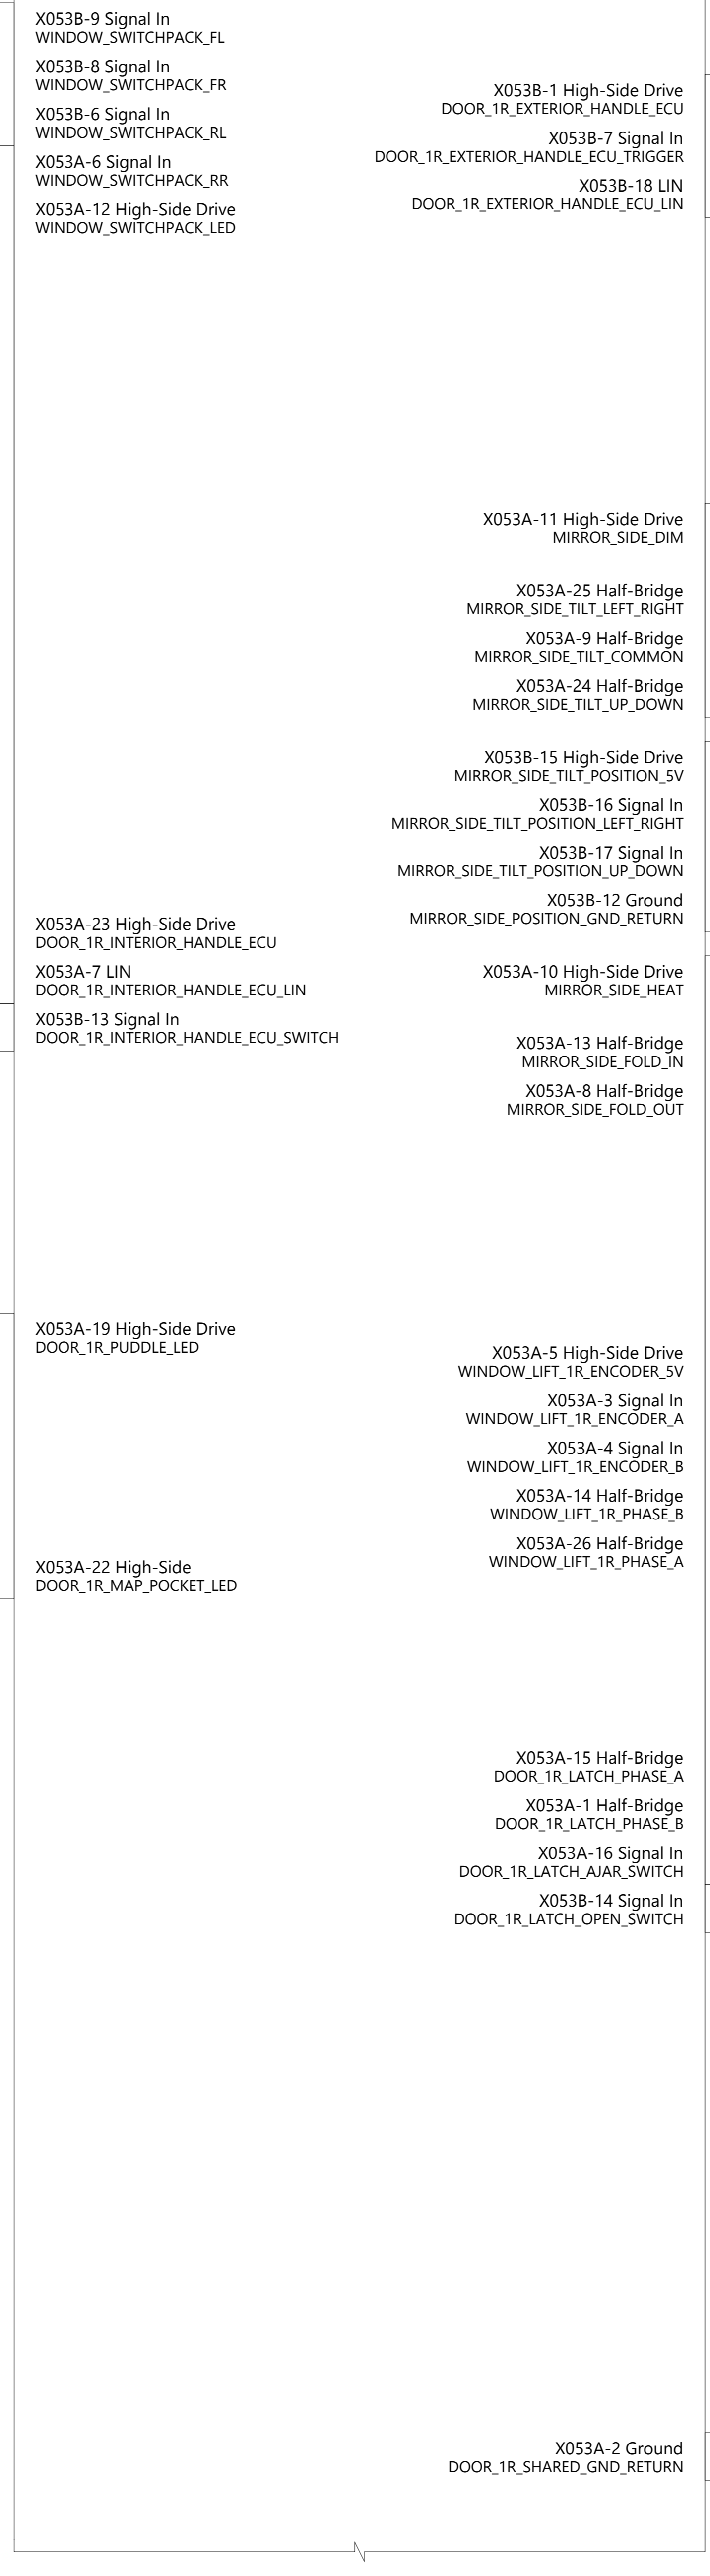 X053B-9 Signal In
WINDOW_SWITCHPACK_FL
X053B-8 Signal In
WINDOW_SWITCHPACK_FR
X053B-6 Signal In
WINDOW_SWITCHPACK_RL
X053A-6 Signal In
WINDOW_SWITCHPACK_RR
X053A-12 High-Side Drive
WINDOW_SWITCHPACK_LED
X053A-23 High-Side Drive
DOOR_1R_INTERIOR_HANDLE_ECU
X053A-7 LIN
DOOR_1R_INTERIOR_HANDLE_ECU_LIN
X053B-13 Signal In
DOOR_1R_INTERIOR_HANDLE_ECU_SWITCH
X053A-19 High-Side Drive
DOOR_1R_PUDDLE_LED
X053A-22 High-Side
DOOR_1R_MAP_POCKET_LED
X053B-1 High-Side Drive
DOOR_1R_EXTERIOR_HANDLE_ECU
X053B-7 Signal In
DOOR_1R_EXTERIOR_HANDLE_ECU_TRIGGER
X053B-18 LIN
DOOR_1R_EXTERIOR_HANDLE_ECU_LIN
X053A-11 High-Side Drive
MIRROR_SIDE_DIM
X053A-25 Half-Bridge
MIRROR_SIDE_TILT_LEFT_RIGHT
X053A-9 Half-Bridge
MIRROR_SIDE_TILT_COMMON
X053A-24 Half-Bridge
MIRROR_SIDE_TILT_UP_DOWN
X053B-15 High-Side Drive
MIRROR_SIDE_TILT_POSITION_5V
X053B-16 Signal In
MIRROR_SIDE_TILT_POSITION_LEFT_RIGHT
X053B-17 Signal In
MIRROR_SIDE_TILT_POSITION_UP_DOWN
X053B-12 Ground
MIRROR_SIDE_POSITION_GND_RETURN
X053A-10 High-Side Drive
MIRROR_SIDE_HEAT
X053A-13 Half-Bridge
MIRROR_SIDE_FOLD_IN
X053A-8 Half-Bridge
MIRROR_SIDE_FOLD_OUT
X053A-5 High-Side Drive
WINDOW_LIFT_1R_ENCODER_5V
X053A-3 Signal In
WINDOW_LIFT_1R_ENCODER_A
X053A-4 Signal In
WINDOW_LIFT_1R_ENCODER_B
X053A-14 Half-Bridge
WINDOW_LIFT_1R_PHASE_B
X053A-26 Half-Bridge
WINDOW_LIFT_1R_PHASE_A
X053A-15 Half-Bridge
DOOR_1R_LATCH_PHASE_A
X053A-1 Half-Bridge
DOOR_1R_LATCH_PHASE_B
X053A-16 Signal In
DOOR_1R_LATCH_AJAR_SWITCH
X053B-14 Signal In
DOOR_1R_LATCH_OPEN_SWITCH
X053A-2 Ground
DOOR_1R_SHARED_GND_RETURN